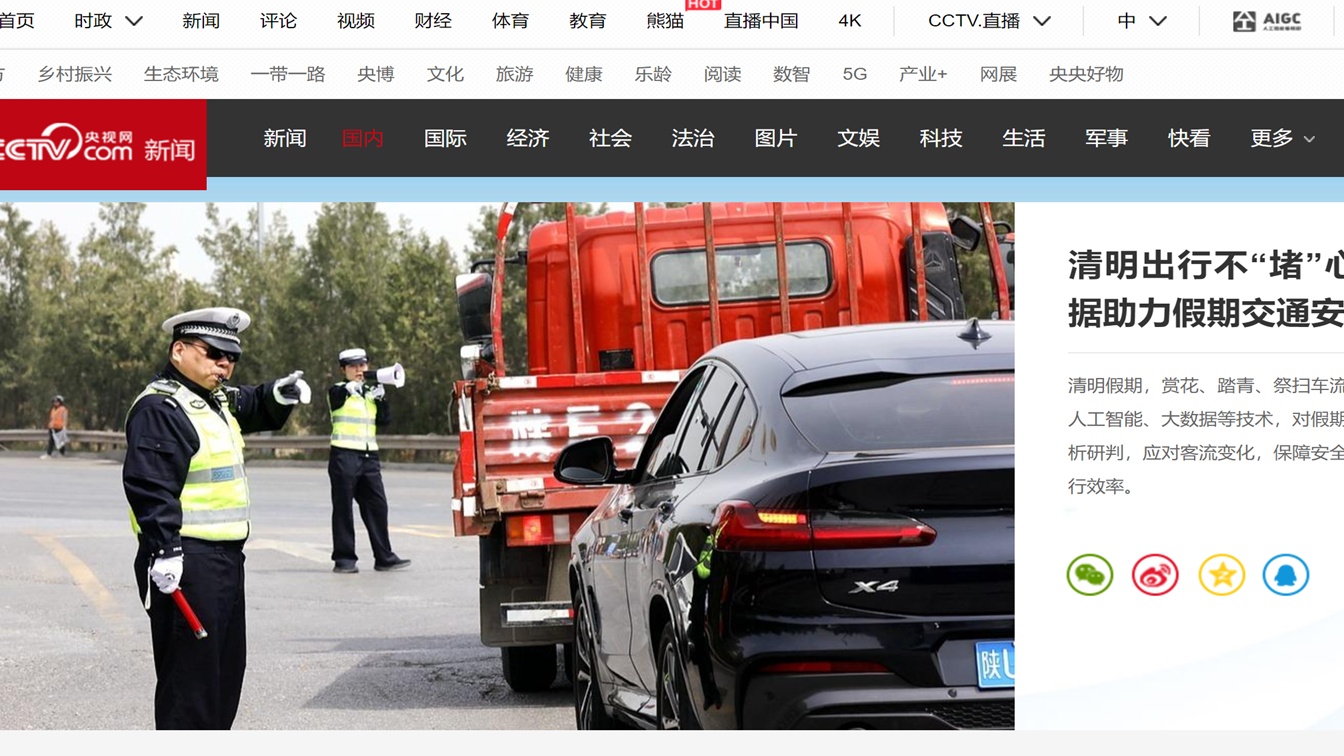 首页 时政 新闻 评论 视频 财经 体育 教育 熊猫 HOT 直播中国 4K CCTV.直播 中 AIGC
乡村振兴 生态环境 一带一路 央博 文化 旅游 健康 乐龄 阅读 数智 5G 产业+ 网展 央央好物
CCTV.com 央视网 新闻 新闻 国内 国际 经济 社会 法治 图片 文娱 科技 生活 军事 快看 更多
清明出行不“堵”心
据助力假期交通安
清明假期，赏花、踏青、祭扫车流
人工智能、大数据等技术，对假期
析研判，应对客流变化，保障安全
行效率。
X4
陕U